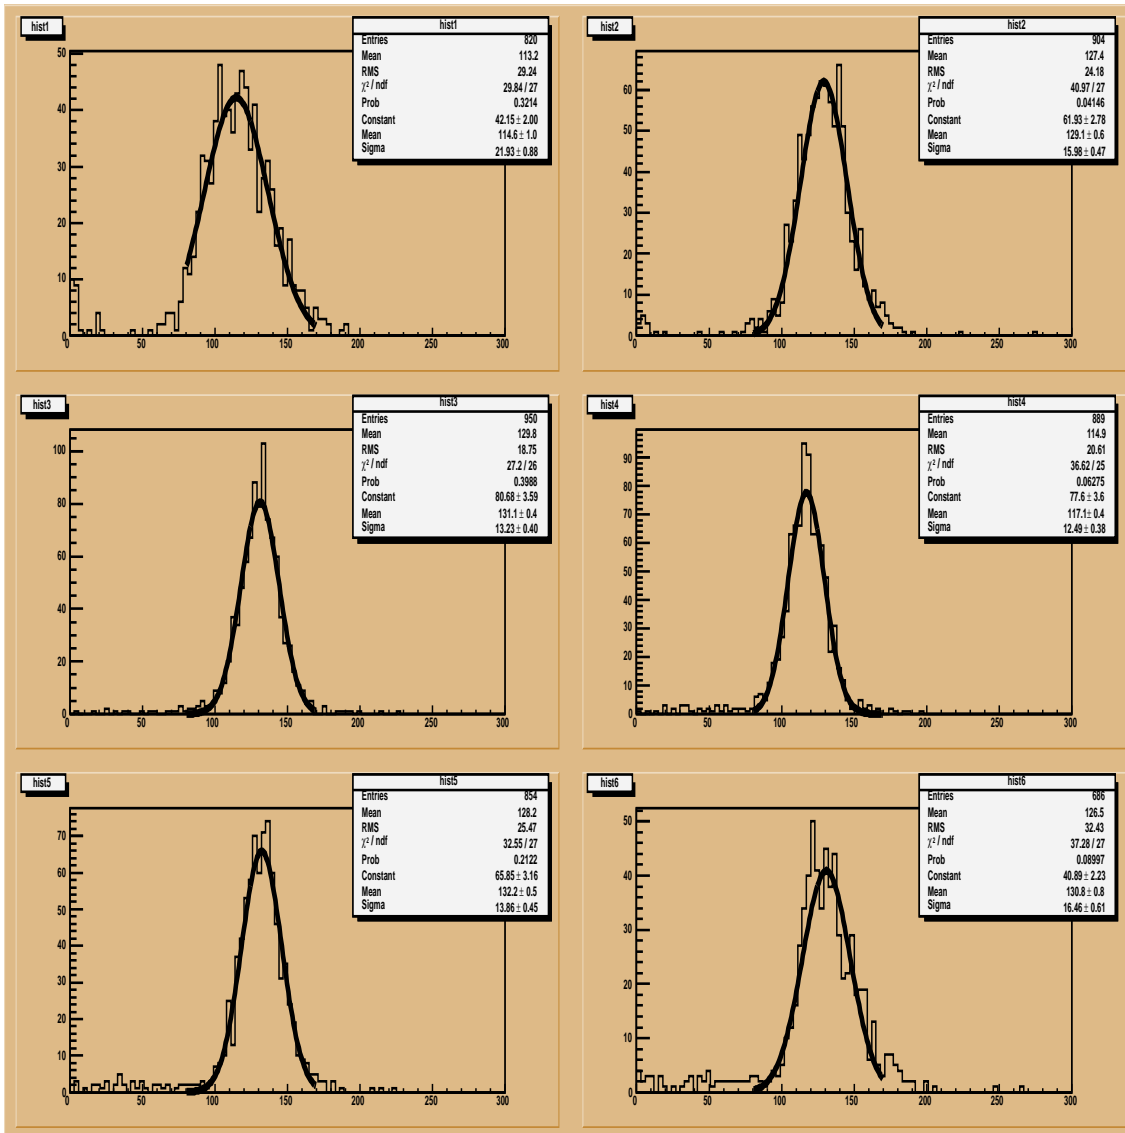 hist1
hist1
Entries 820
Mean 113.2
RMS 29.24
χ² / ndf 29.84 / 27
Prob 0.3214
Constant 42.15 ± 2.00
Mean 114.6 ± 1.0
Sigma 21.93 ± 0.88
50
40
30
20
10
0
0 50 100 150 200 250 300
hist2
hist2
Entries 904
Mean 127.4
RMS 24.18
χ² / ndf 40.97 / 27
Prob 0.04146
Constant 61.93 ± 2.78
Mean 129.1 ± 0.6
Sigma 15.98 ± 0.47
60
50
40
30
20
10
0
0 50 100 150 200 250 300
hist3
hist3
Entries 950
Mean 129.8
RMS 18.75
χ² / ndf 27.2 / 26
Prob 0.3988
Constant 80.68 ± 3.59
Mean 131.1 ± 0.4
Sigma 13.23 ± 0.40
100
80
60
40
20
0
0 50 100 150 200 250 300
hist4
hist4
Entries 889
Mean 114.9
RMS 20.61
χ² / ndf 36.62 / 25
Prob 0.06275
Constant 77.6 ± 3.6
Mean 117.1 ± 0.4
Sigma 12.49 ± 0.38
90
80
70
60
50
40
30
20
10
0
0 50 100 150 200 250 300
hist5
hist5
Entries 854
Mean 128.2
RMS 25.47
χ² / ndf 32.55 / 27
Prob 0.2122
Constant 65.85 ± 3.16
Mean 132.2 ± 0.5
Sigma 13.86 ± 0.45
70
60
50
40
30
20
10
0
0 50 100 150 200 250 300
hist6
hist6
Entries 686
Mean 126.5
RMS 32.43
χ² / ndf 37.28 / 27
Prob 0.08997
Constant 40.89 ± 2.23
Mean 130.8 ± 0.8
Sigma 16.46 ± 0.61
50
40
30
20
10
0
0 50 100 150 200 250 300